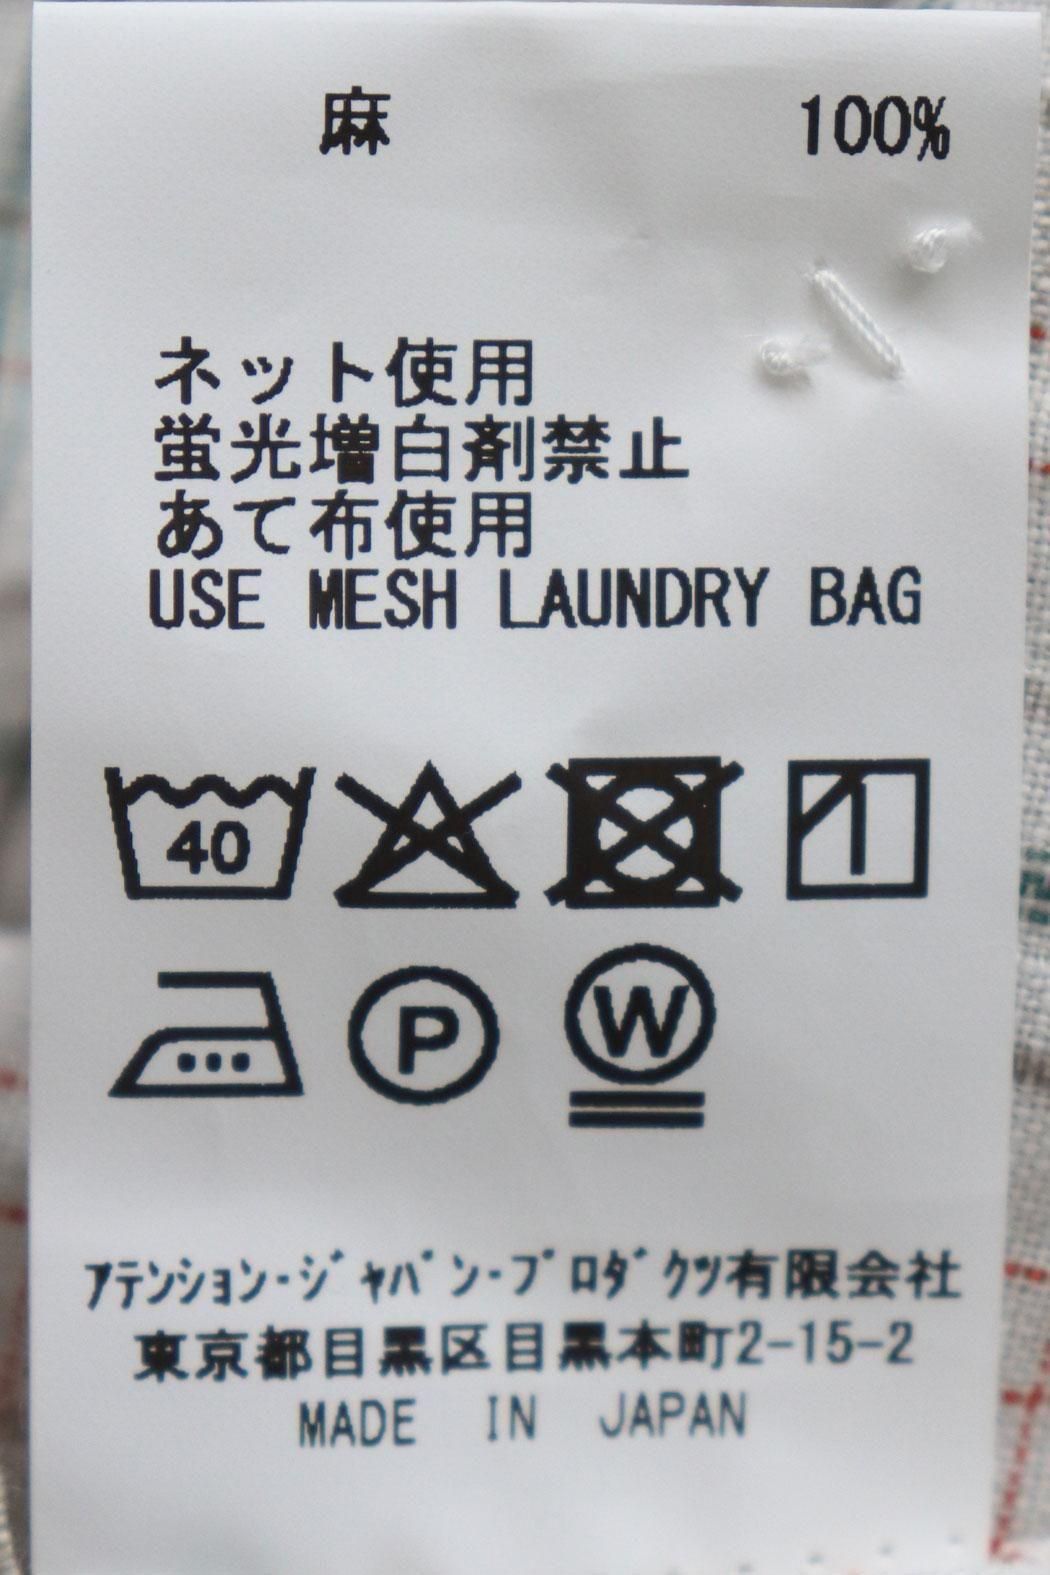 麻 100%
ネット使用
蛍光増白剤禁止
あて布使用
USE MESH LAUNDRY BAG
40
P
W
ｱﾃﾝｼｮﾝ-ｼﾞｬﾊﾟﾝ-ﾌﾟﾛﾀﾞｸﾂ有限会社
東京都目黒区目黒本町2-15-2
MADE IN JAPAN